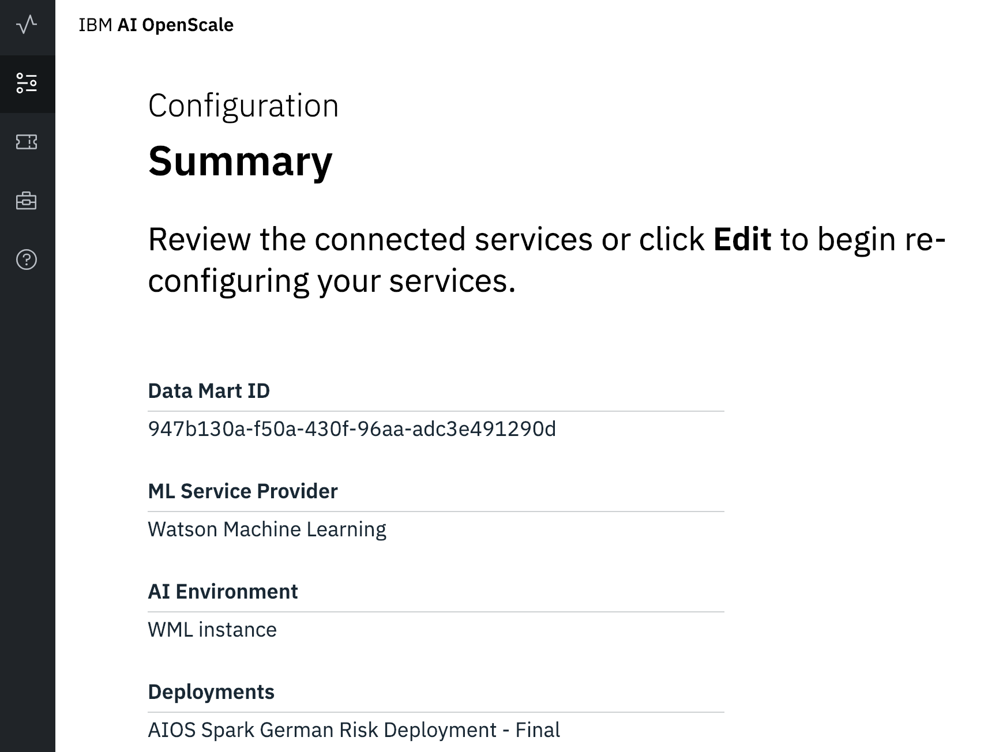 IBM AI OpenScale
Configuration
Summary
Review the connected services or click Edit to begin re-
configuring your services.
Data Mart ID
947b130a-f50a-430f-96aa-adc3e491290d
ML Service Provider
Watson Machine Learning
AI Environment
WML instance
Deployments
AIOS Spark German Risk Deployment - Final